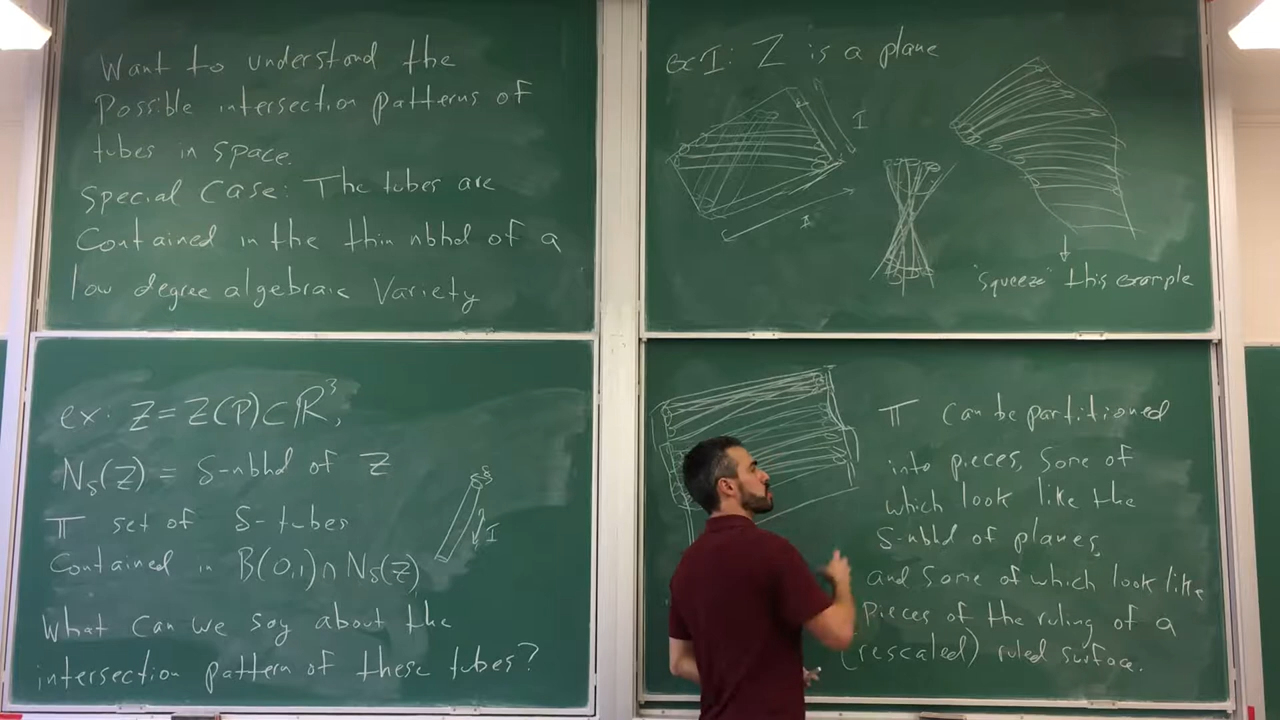 Want to understand the
Possible intersection patterns of
tubes in space.
Special Case: The tubes are
Contained in the thin nbhd of a
low degree algebraic Variety
ex: Z = Z(P) ⊂ ℝ³,
N_δ(Z) = δ-nbhd of Z
𝕋 set of δ-tubes
Contained in B(0,1) ∩ N_δ(Z)
δ
1
What can we say about the
intersection pattern of these tubes?
ex 1: Z is a plane
1
1
"squeeze" this example
𝕋 Can be partitioned
into pieces, Some of
which look like the
δ-nbhd of planes,
and Some of which look like
pieces of the ruling of a
(rescaled) ruled surface.